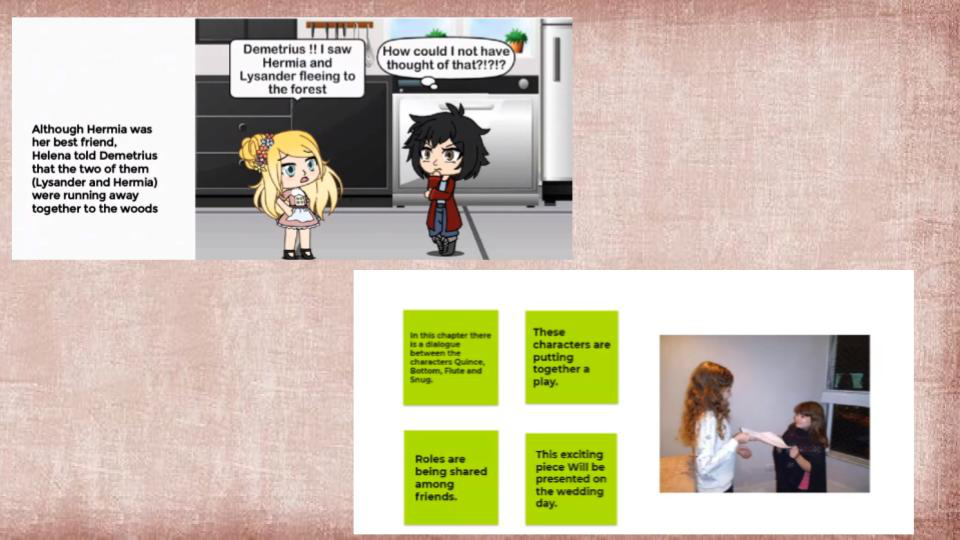 Although Hermia was
her best friend,
Helena told Demetrius
that the two of them
(Lysander and Hermia)
were running away
together to the woods
Demetrius !! I saw
Hermia and
Lysander fleeing to
the forest
How could I not have
thought of that?!?!?
In this chapter there
is a dialogue
between the
characters Quince,
Bottom, Flute and
Snug.
These
characters are
putting
together a
play.
Roles are
being shared
among
friends.
This exciting
piece Will be
presented on
the wedding
day.